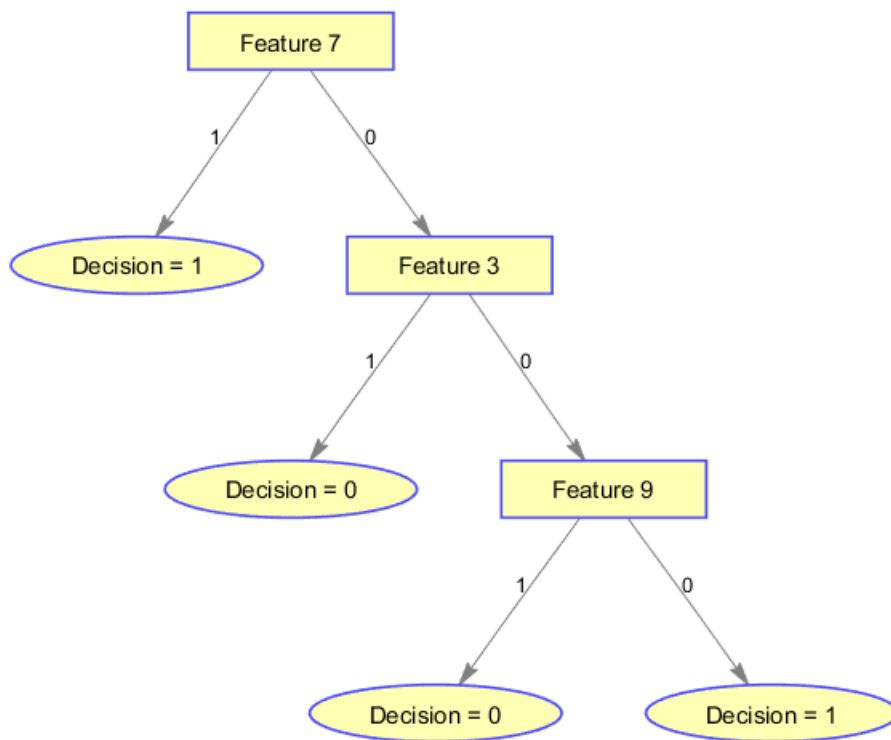 Feature 7
1
0
Decision = 1
Feature 3
1
0
Decision = 0
Feature 9
1
0
Decision = 0
Decision = 1